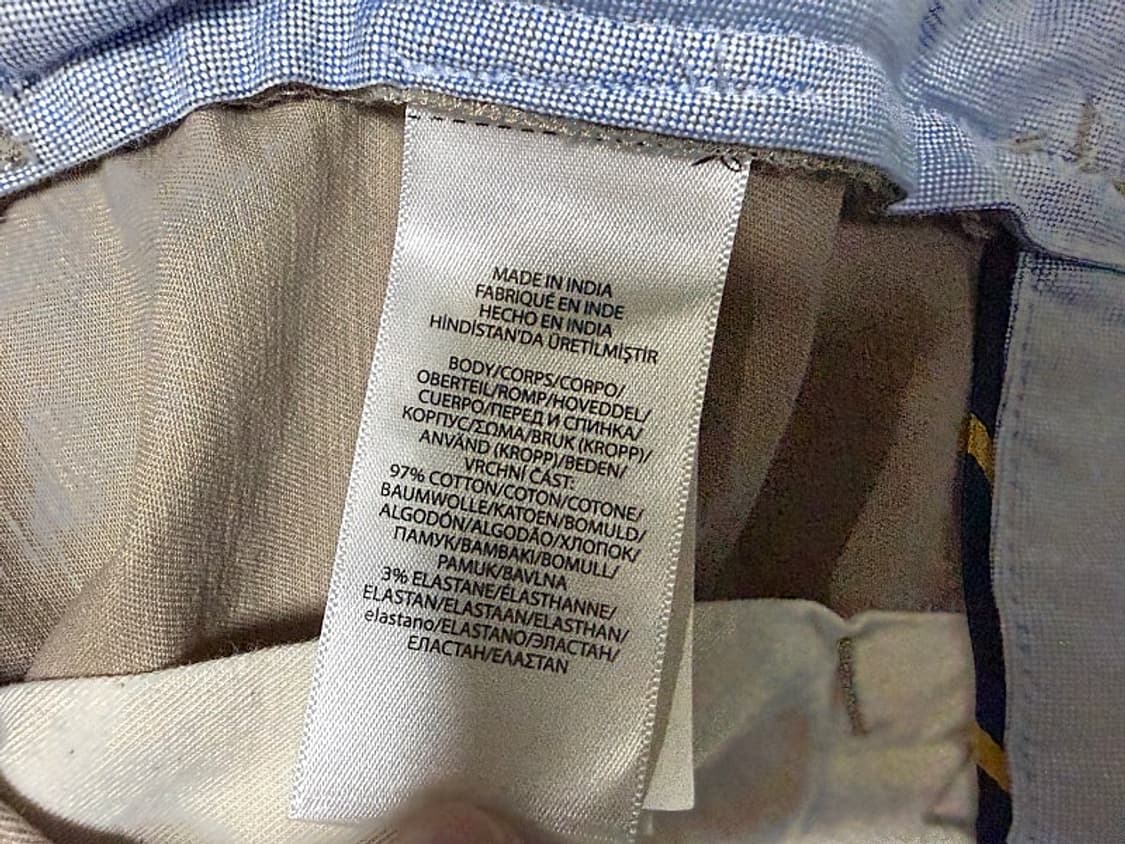 MADE IN INDIA
FABRIQUÉ EN INDE
HECHO EN INDIA
HİNDİSTAN'DA ÜRETİLMİŞTİR
BODY/CORPS/CORPO/
OBERTEIL/ROMP/HOVEDDEL/
CUERPO/ПЕРЕД И СПИНКА/
КОРПУС/ΣΩΜΑ/BRUK (KROPP)/
ANVÄND (KROPP)/BEDEN/
VRCHNÍ ČÁST:
97% COTTON/COTON/COTONE/
BAUMWOLLE/KATOEN/BOMULD/
ALGODÓN/ALGODÃO/ХЛОПОК/
ПАМУК/ΒΑΜΒΑΚΙ/BOMULL/
PAMUK/BAVLNA
3% ELASTANE/ÉLASTHANNE/
ELASTAN/ELASTAAN/ELASTHAN/
elastano/ELASTANO/ЭЛАСТАН/
ЕЛАСТАН/ΕΛΑΣΤΑΝ